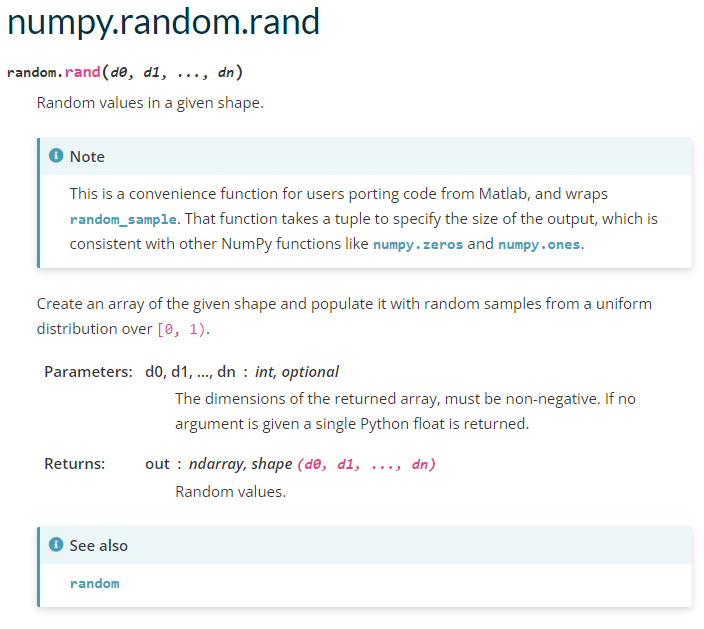 numpy.random.rand
random.rand(d0, d1, ..., dn)
Random values in a given shape.
Note
This is a convenience function for users porting code from Matlab, and wraps
random_sample. That function takes a tuple to specify the size of the output, which is
consistent with other NumPy functions like numpy.zeros and numpy.ones.
Create an array of the given shape and populate it with random samples from a uniform
distribution over [0, 1).
Parameters: d0, d1, ..., dn : int, optional
The dimensions of the returned array, must be non-negative. If no
argument is given a single Python float is returned.
Returns: out : ndarray, shape (d0, d1, ..., dn)
Random values.
See also
random